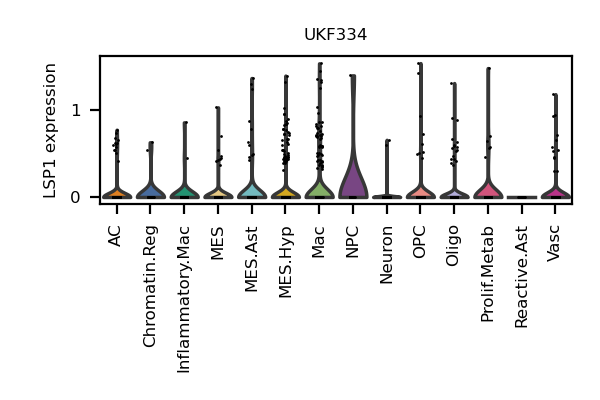 UKF334
LSP1 expression
1
0
AC
Chromatin.Reg
Inflammatory.Mac
MES
MES.Ast
MES.Hyp
Mac
NPC
Neuron
OPC
Oligo
Prolif.Metab
Reactive.Ast
Vasc